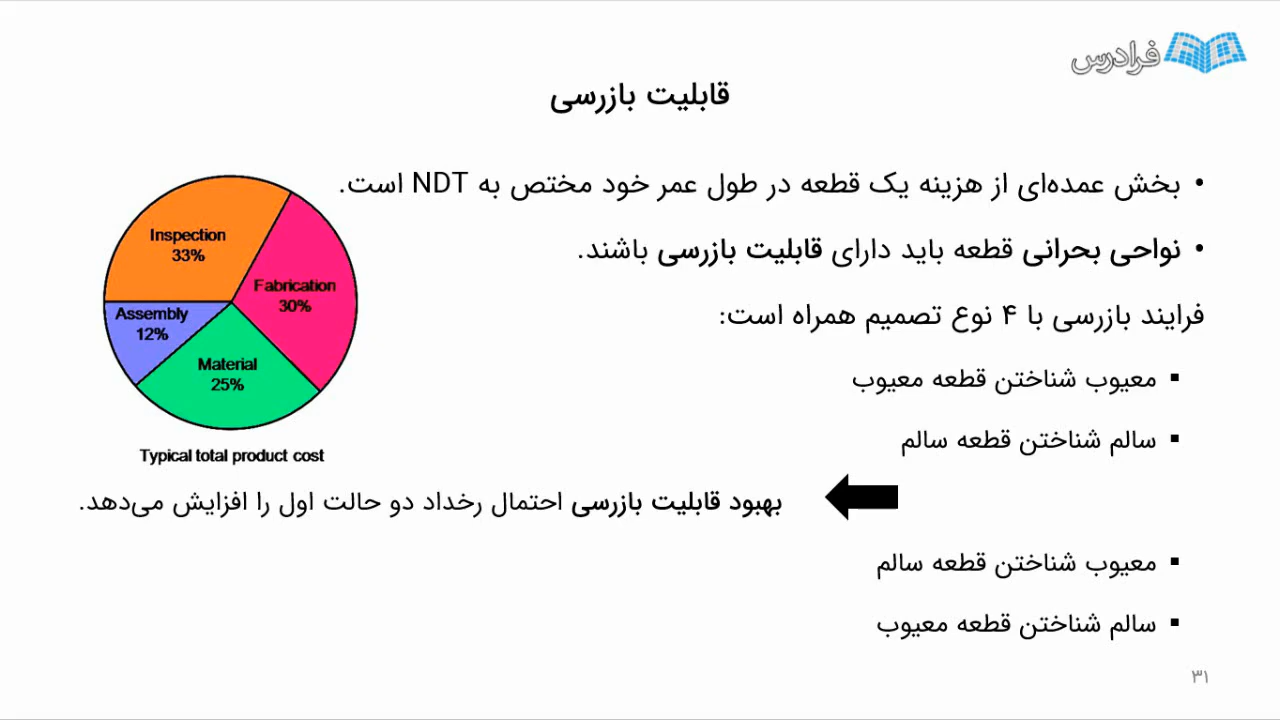 فرادرس
قابلیت بازرسی
• بخش عمده‌ای از هزینه یک قطعه در طول عمر خود مختص به NDT است.
• نواحی بحرانی قطعه باید دارای قابلیت بازرسی باشند.
فرایند بازرسی با ۴ نوع تصمیم همراه است:
▪ معیوب شناختن قطعه معیوب
▪ سالم شناختن قطعه سالم
بهبود قابلیت بازرسی احتمال رخداد دو حالت اول را افزایش می‌دهد.
▪ معیوب شناختن قطعه سالم
▪ سالم شناختن قطعه معیوب
Inspection
33%
Fabrication
30%
Assembly
12%
Material
25%
Typical total product cost
۳۱